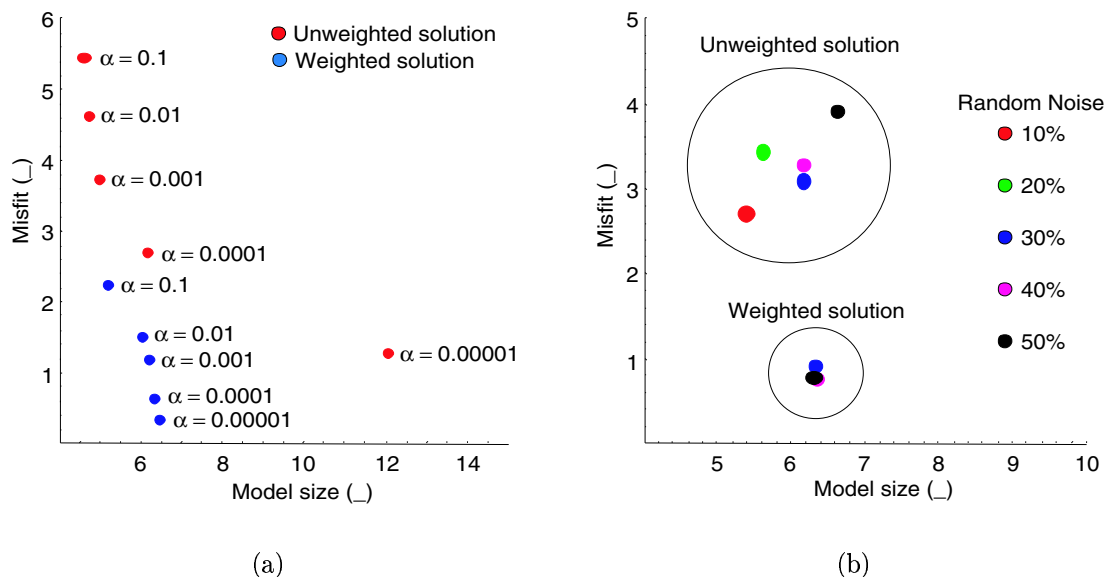 6
5
4
3
2
1
Misfit (_)
Unweighted solution
Weighted solution
α = 0.1
α = 0.01
α = 0.001
α = 0.0001
α = 0.1
α = 0.01
α = 0.001
α = 0.00001
α = 0.0001
α = 0.00001
6 8 10 12 14
Model size (_)
(a)
5
4
3
2
1
Misfit (_)
Unweighted solution
Weighted solution
Random Noise
10%
20%
30%
40%
50%
5 6 7 8 9 10
Model size (_)
(b)